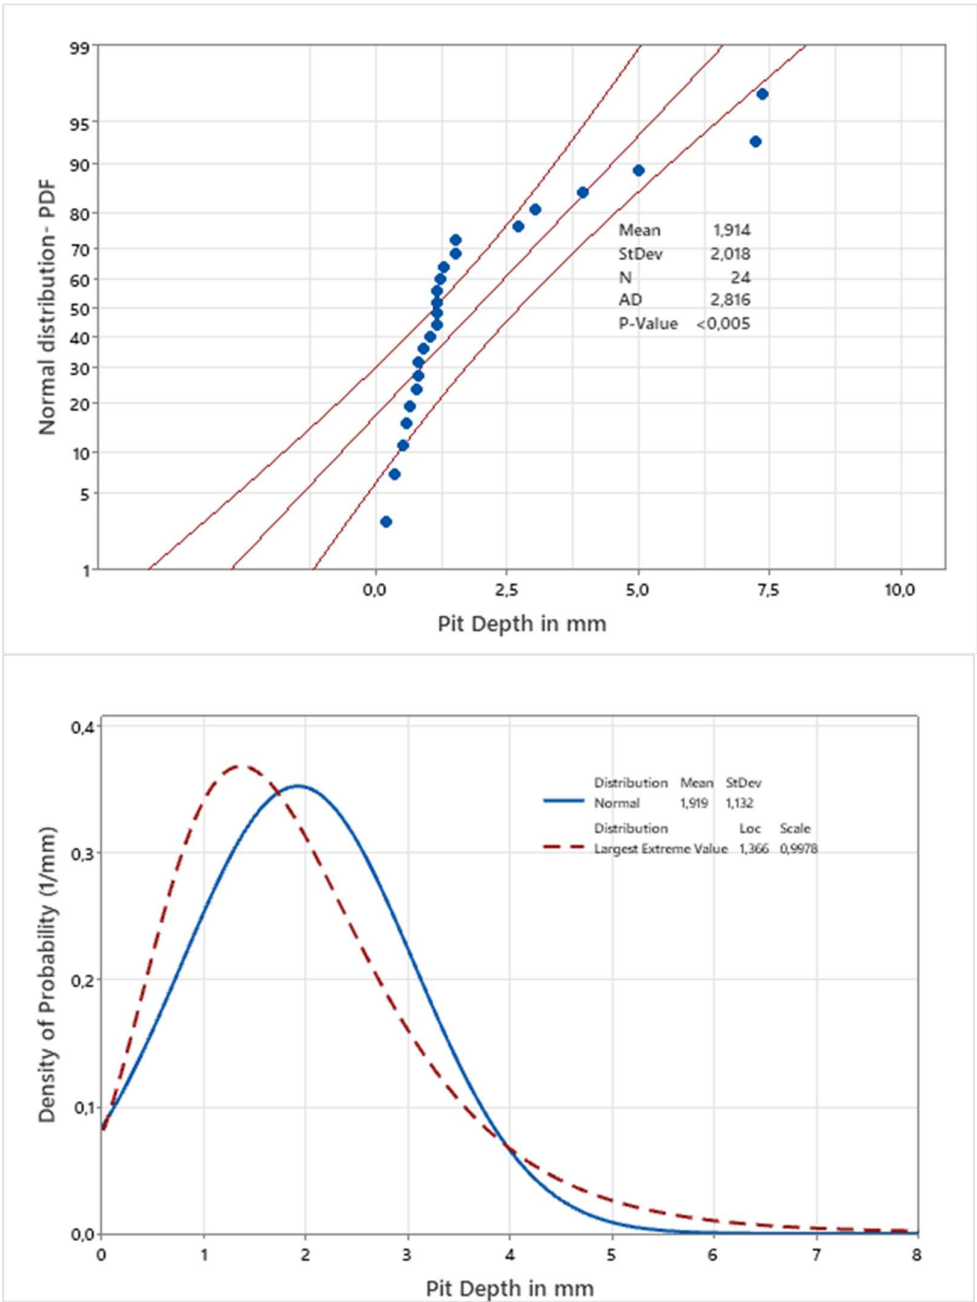 99
95
90
80
70
60
50
40
30
20
10
5
1
Normal distribution- PDF
Mean 1,914
StDev 2,018
N 24
AD 2,816
P-Value <0,005
0,0 2,5 5,0 7,5 10,0
Pit Depth in mm
0,4
0,3
0,2
0,1
0,0
Density of Probability (1/mm)
Distribution Mean StDev
Normal 1,919 1,132
Distribution Loc Scale
Largest Extreme Value 1,366 0,9978
0 1 2 3 4 5 6 7 8
Pit Depth in mm